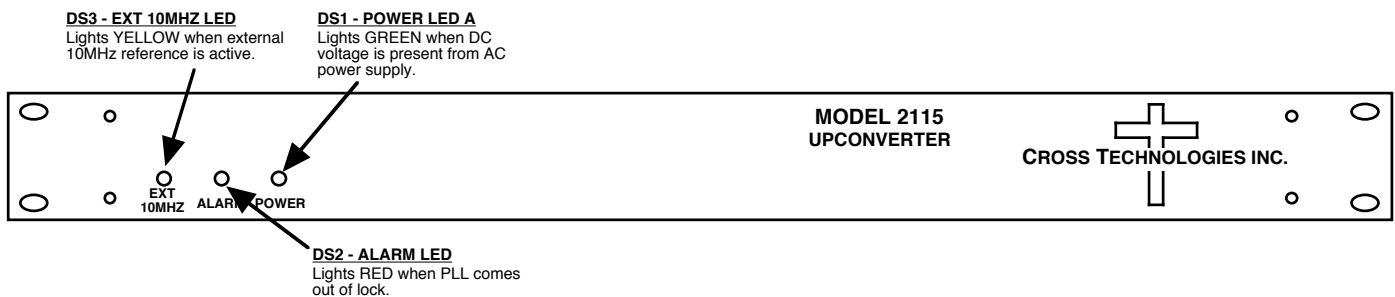 DS3 - EXT 10MHZ LED
Lights YELLOW when external
10MHz reference is active.
DS1 - POWER LED A
Lights GREEN when DC
voltage is present from AC
power supply.
MODEL 2115
UPCONVERTER
CROSS TECHNOLOGIES INC.
EXT
10MHZ
ALARM
POWER
DS2 - ALARM LED
Lights RED when PLL comes
out of lock.